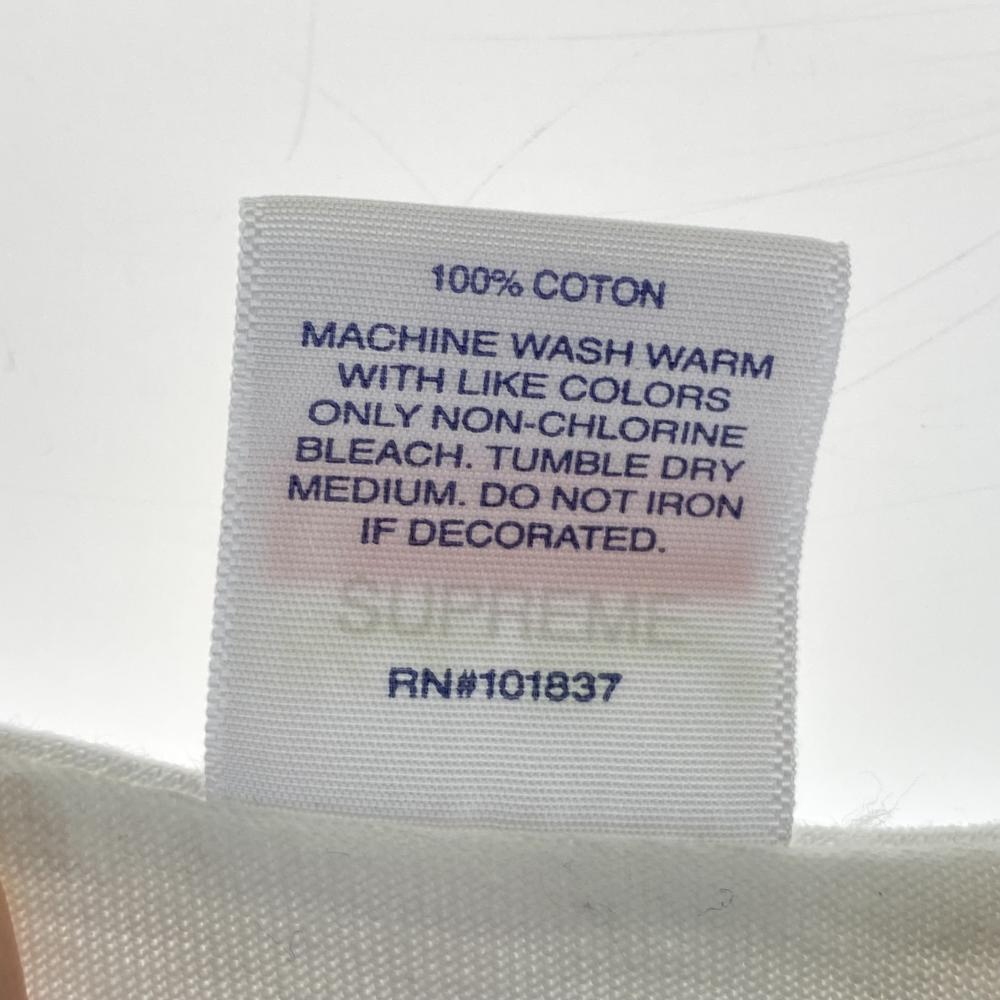 100% COTON
MACHINE WASH WARM
WITH LIKE COLORS
ONLY NON-CHLORINE
BLEACH. TUMBLE DRY
MEDIUM. DO NOT IRON
IF DECORATED.
SUPREME
RN#101837